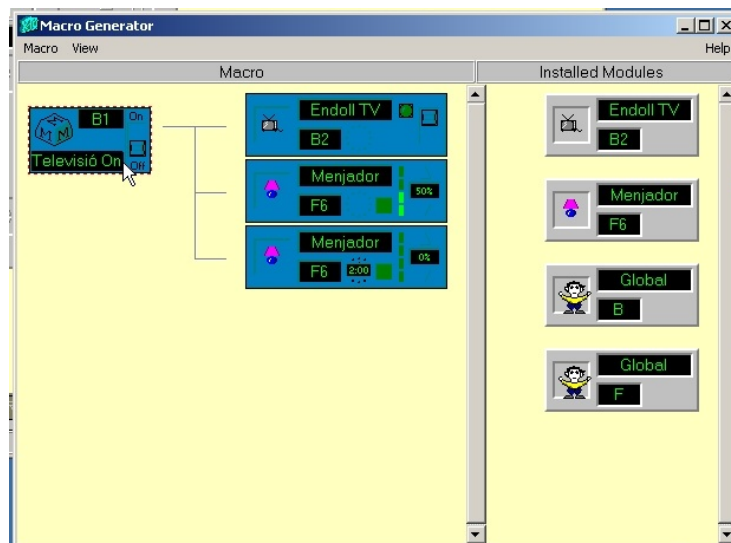 Macro Generator
Macro View Help
Macro Installed Modules
B1 On
Televisió On Off
Endoll TV
B2
Menjador
F6 50%
Menjador
F6 2:00 0%
Endoll TV
B2
Menjador
F6
Global
B
Global
F